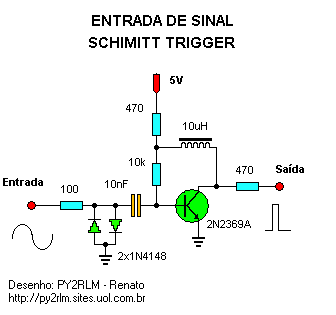 ENTRADA DE SINAL
SCHIMITT TRIGGER
5V
470
10uH
10k
470
Saída
Entrada
100
10nF
2N2369A
2x1N4148
Desenho: PY2RLM - Renato
http://py2rlm.sites.uol.com.br